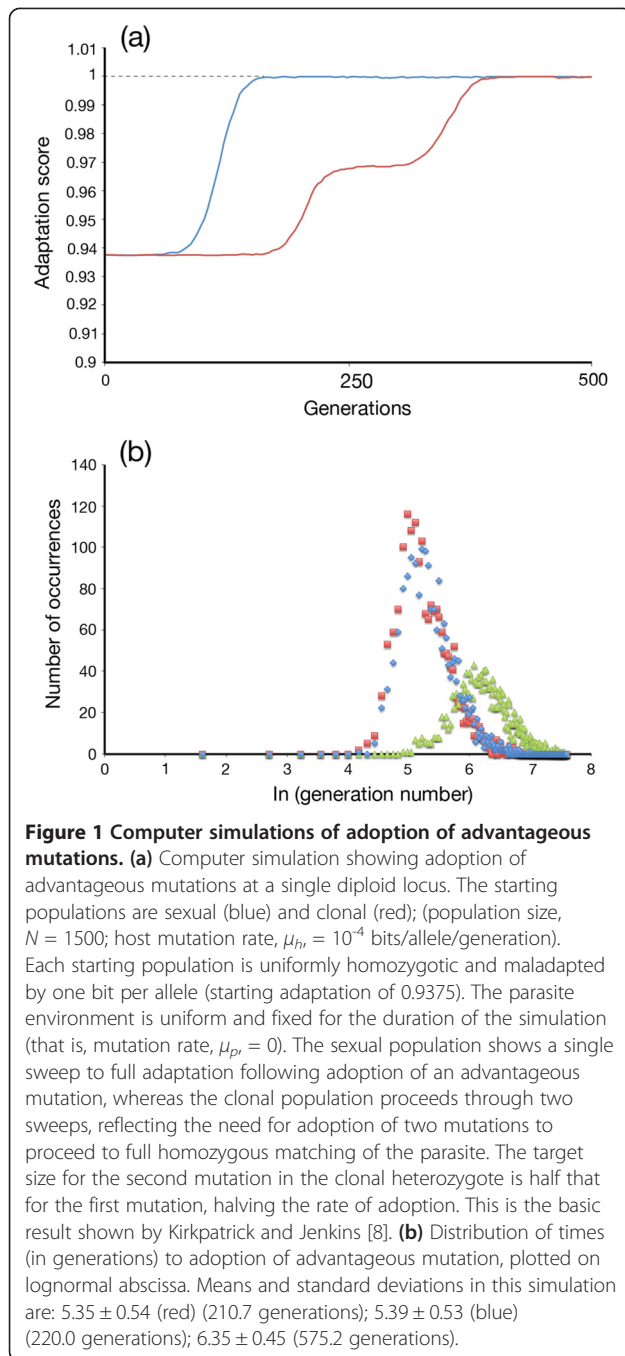 (a)
1.01
1
0.99
0.98
0.97
0.96
0.95
0.94
0.93
0.92
0.91
0.9
Adaptation score
0 250 500
Generations
(b)
140
120
100
80
60
40
20
0
Number of occurrences
0 1 2 3 4 5 6 7 8
ln (generation number)
Figure 1 Computer simulations of adoption of advantageous
mutations. (a) Computer simulation showing adoption of
advantageous mutations at a single diploid locus. The starting
populations are sexual (blue) and clonal (red); (population size,
N = 1500; host mutation rate, μh, = 10-4 bits/allele/generation).
Each starting population is uniformly homozygotic and maladapted
by one bit per allele (starting adaptation of 0.9375). The parasite
environment is uniform and fixed for the duration of the simulation
(that is, mutation rate, μp, = 0). The sexual population shows a single
sweep to full adaptation following adoption of an advantageous
mutation, whereas the clonal population proceeds through two
sweeps, reflecting the need for adoption of two mutations to
proceed to full homozygous matching of the parasite. The target
size for the second mutation in the clonal heterozygote is half that
for the first mutation, halving the rate of adoption. This is the basic
result shown by Kirkpatrick and Jenkins [8]. (b) Distribution of times
(in generations) to adoption of advantageous mutation, plotted on
lognormal abscissa. Means and standard deviations in this simulation
are: 5.35 ± 0.54 (red) (210.7 generations); 5.39 ± 0.53 (blue)
(220.0 generations); 6.35 ± 0.45 (575.2 generations).